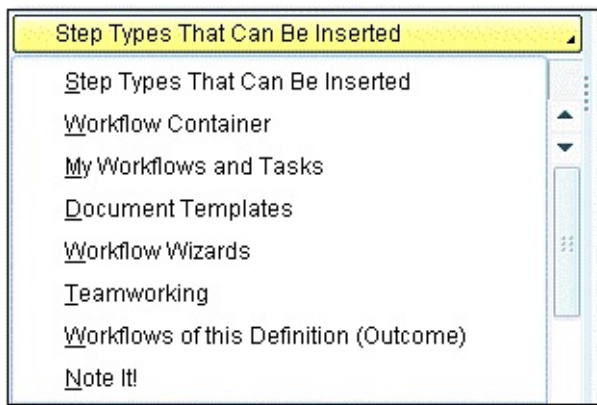 Step Types That Can Be Inserted
Step Types That Can Be Inserted
Workflow Container
My Workflows and Tasks
Document Templates
Workflow Wizards
Teamworking
Workflows of this Definition (Outcome)
Note It!